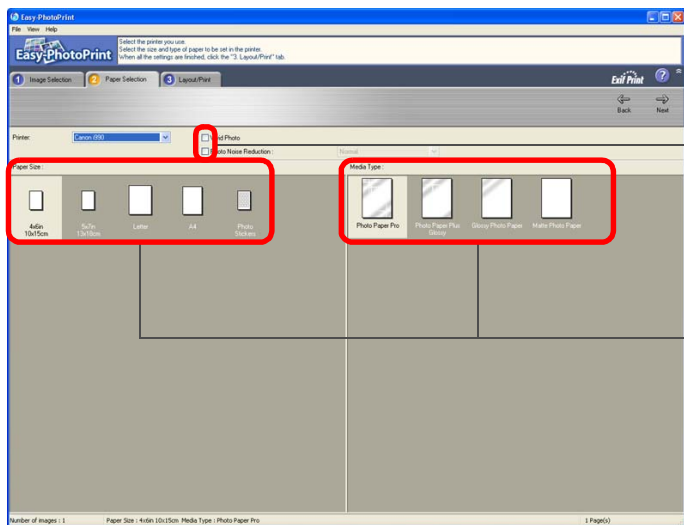 Easy-PhotoPrint
File View Help
Easy-PhotoPrint
Select the printer you use.
Select the size and type of paper to be set in the printer.
When all the settings are finished, click the "3. Layout/Print" tab.
1 Image Selection 2 Paper Selection 3 Layout/Print
Exif Print ?
Back Next
Printer: Canon i990 Vivid Photo
Photo Noise Reduction : Normal
Paper Size : Media Type :
4x6in 5x7in Letter A4 Photo Photo Paper Pro Photo Paper Plus Glossy Photo Paper Matte Photo Paper
10x15cm 13x18cm Stickers Glossy
Number of images : 1 Paper Size : 4x6in 10x15cm Media Type : Photo Paper Pro 1 Page(s)